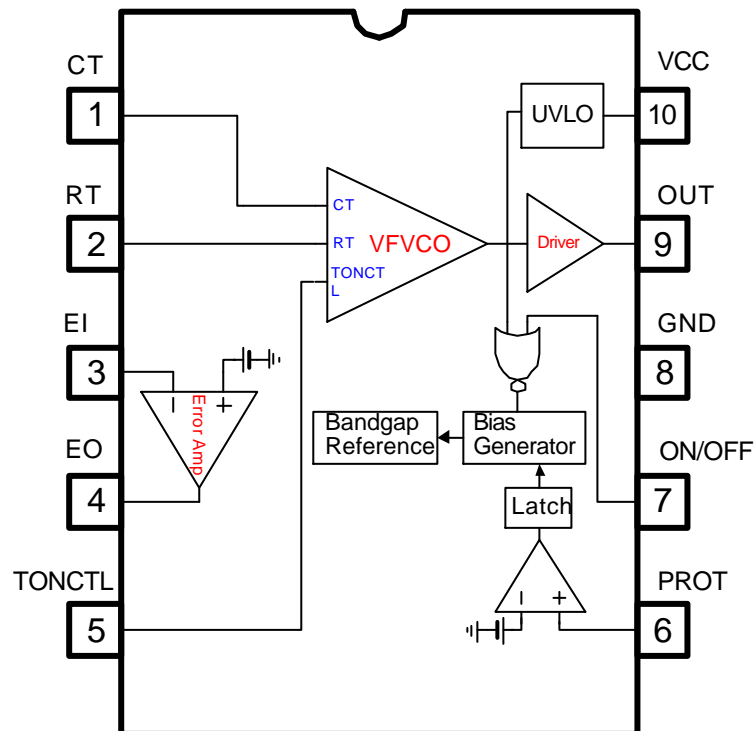 CT
1
RT
2
EI
3
EO
4
TONCTL
5
VCC
10
OUT
9
GND
8
ON/OFF
7
PROT
6
UVLO
CT
RT
TONCT
L
VFVCO
Driver
Error Amp
− +
Bandgap
Reference
Bias
Generator
Latch
− +